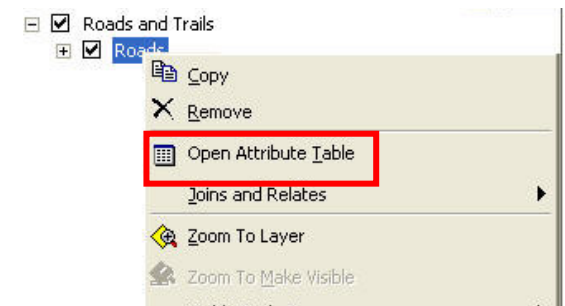 Roads and Trails
Roads
Copy
Remove
Open Attribute Table
Joins and Relates
Zoom To Layer
Zoom To Make Visible